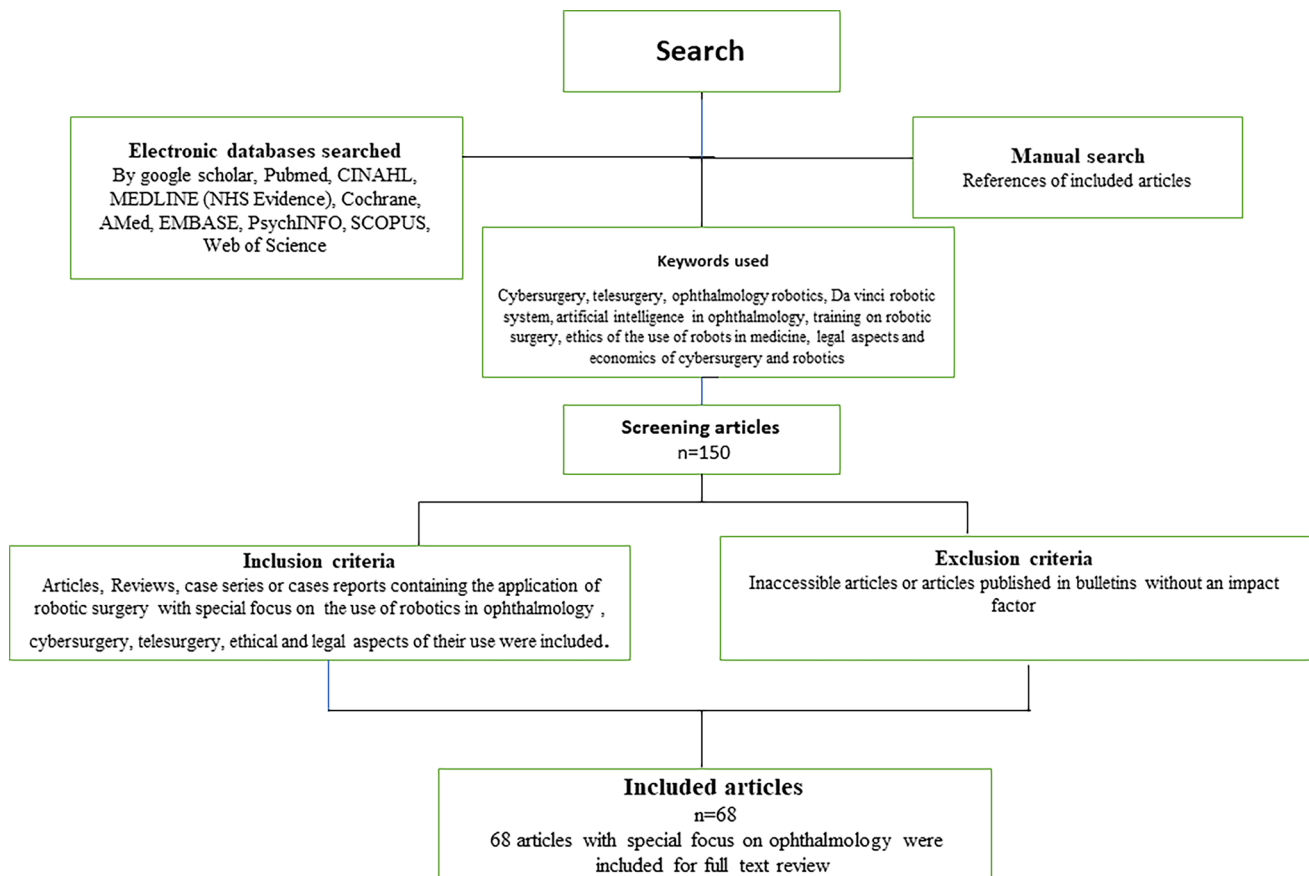 Search
Electronic databases searched
By google scholar, Pubmed, CINAHL,
MEDLINE (NHS Evidence), Cochrane,
AMed, EMBASE, PsychINFO, SCOPUS,
Web of Science
Manual search
References of included articles
Keywords used
Cybersurgery, telesurgery, ophthalmology robotics, Da vinci robotic
system, artificial intelligence in ophthalmology, training on robotic
surgery, ethics of the use of robots in medicine, legal aspects and
economics of cybersurgery and robotics
Screening articles
n=150
Inclusion criteria
Articles, Reviews, case series or cases reports containing the application of
robotic surgery with special focus on the use of robotics in ophthalmology ,
cybersurgery, telesurgery, ethical and legal aspects of their use were included.
Exclusion criteria
Inaccessible articles or articles published in bulletins without an impact
factor
Included articles
n=68
68 articles with special focus on ophthalmology were
included for full text review